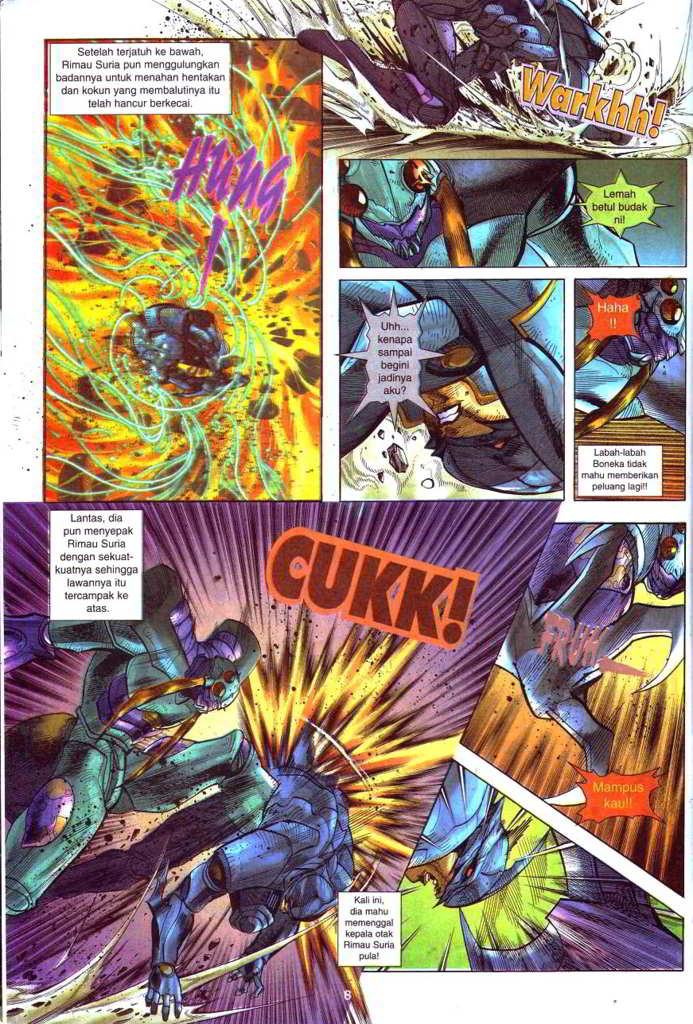 Setelah terjatuh ke bawah,
Rimau Suria pun menggulungkan
badannya untuk menahan hentakan
dan kokun yang membalutinya itu
telah hancur berkecai.
HUNG
!
Warkhh!
Lemah
betul budak
ni!
Uhh...
kenapa
sampai
begini
jadinya
aku?
Haha
!!
Labah-labah
Boneka tidak
mahu memberikan
peluang lagi!!
Lantas, dia
pun menyepak
Rimau Suria
dengan sekuat-
kuatnya sehingga
lawannya itu
tercampak ke
atas.
CUKK!
FRUH
Mampus
kau!!
Kali ini,
dia mahu
memenggal
kepala otak
Rimau Suria
pula!
8